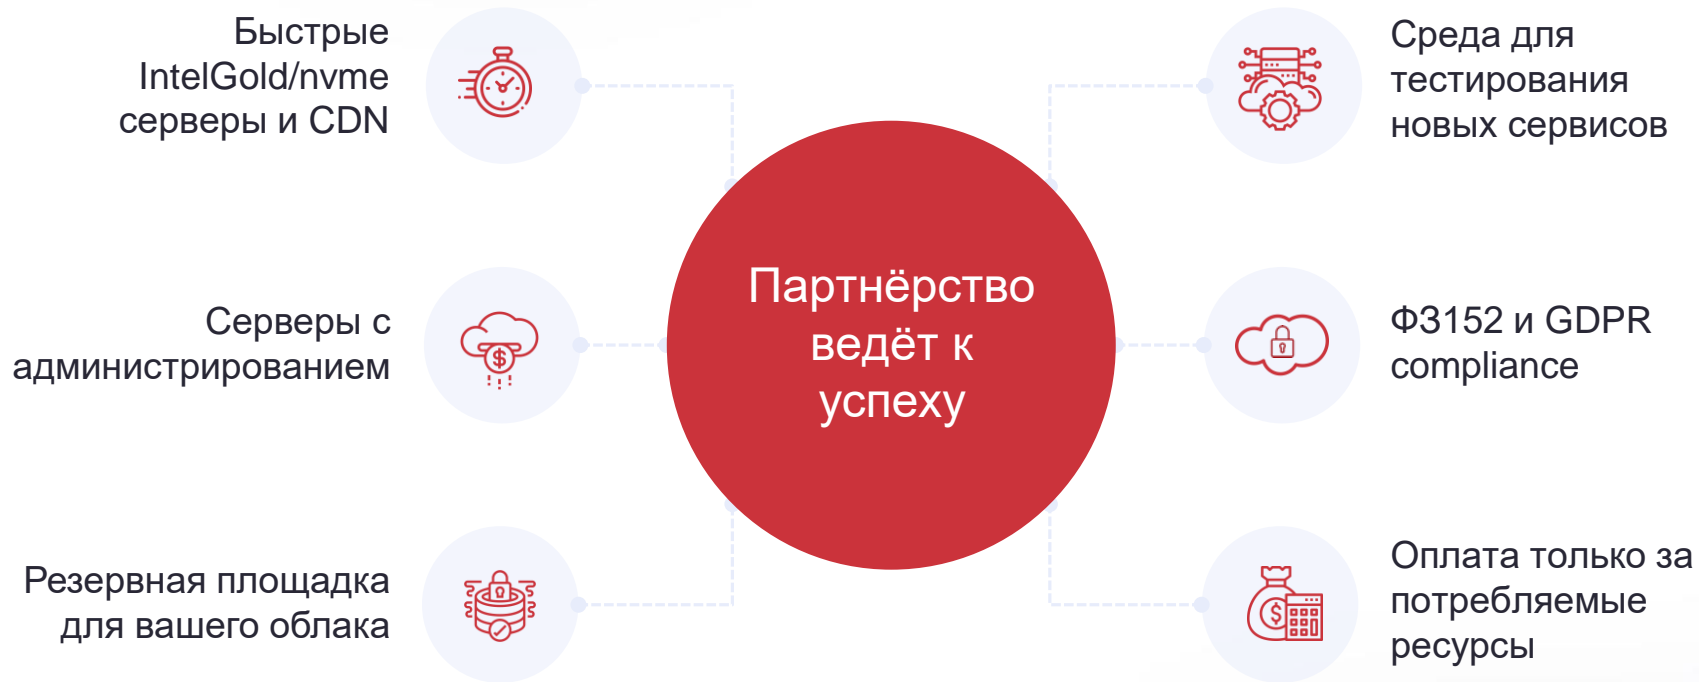 Быстрые
IntelGold/nvme
серверы и CDN
Серверы с
администрированием
Резервная площадка
для вашего облака
Партнёрство
ведёт к
успеху
Среда для
тестирования
новых сервисов
ФЗ152 и GDPR
compliance
Оплата только за
потребляемые
ресурсы